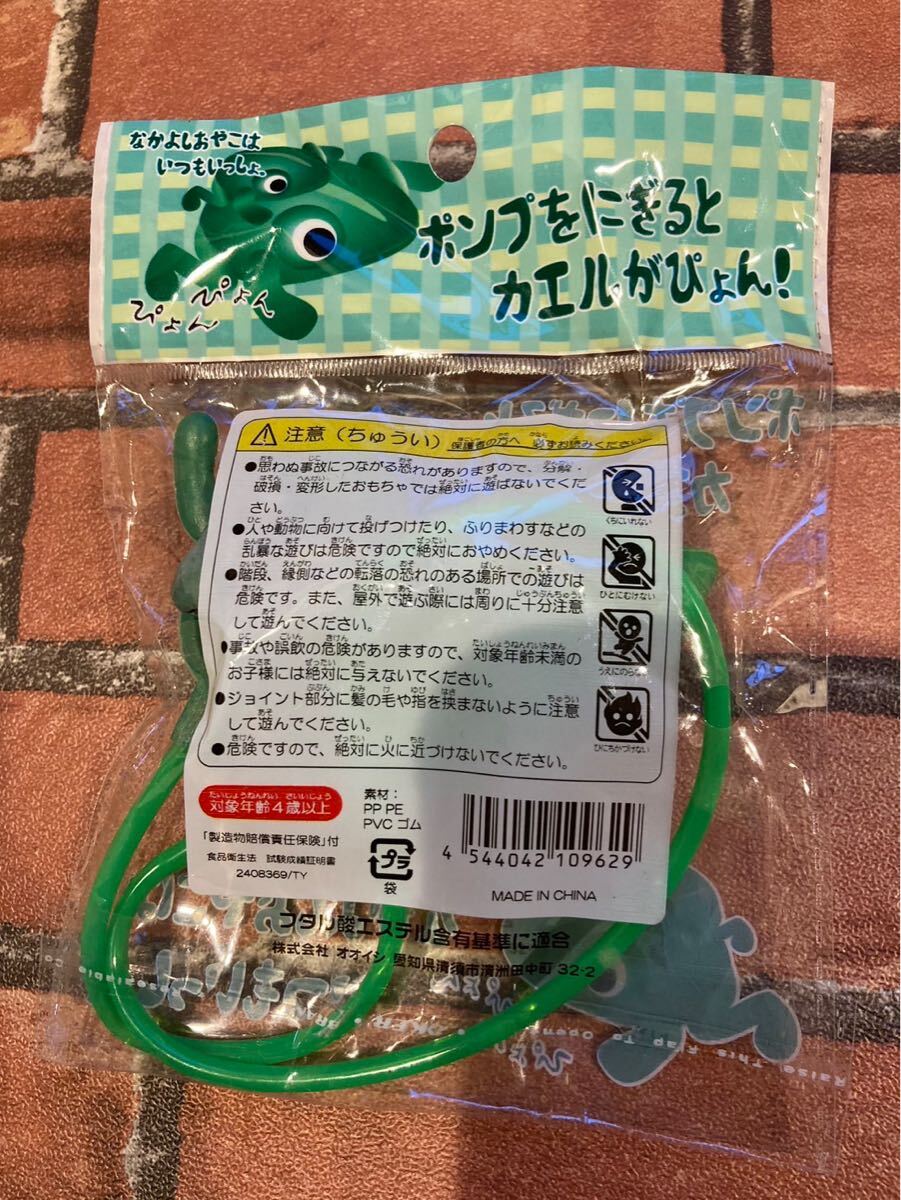 なかよしおやこは
いつもいっしょ。
ぴょん ぴょん
ポンプをにぎると
カエルがぴょん!
注意(ちゅうい) 保護者の方へ 必ずお読みください。
●思わぬ事故につながる恐れがありますので、分解・
破損・変形したおもちゃでは絶対に遊ばないでくだ
さい。
●人や動物に向けて投げつけたり、ふりまわすなどの
乱暴な遊びは危険ですので絶対におやめください。
●階段、縁側などの転落の恐れのある場所での遊びは
危険です。また、屋外で遊ぶ際には周りに十分注意
して遊んでください。
●事故や誤飲の危険がありますので、対象年齢未満の
お子様には絶対に与えないでください。
●ジョイント部分に髪の毛や指を挟まないように注意
して遊んでください。
●危険ですので、絶対に火に近づけないでください。
くちにいれない
ひとにむけない
うえにのらない
ひにちかづけない
たいしょうねんれい さいいじょう
対象年齢4歳以上
「製造物賠償責任保険」付
食品衛生法 試験成績証明書
2408369/TY
素材:
PP PE
PVC ゴム
プラ
袋
4 544042 109629
MADE IN CHINA
フタル酸エステル含有基準に適合
株式会社 オオイシ 愛知県清須市清洲田中町 32-2
Raise This Flap To Open